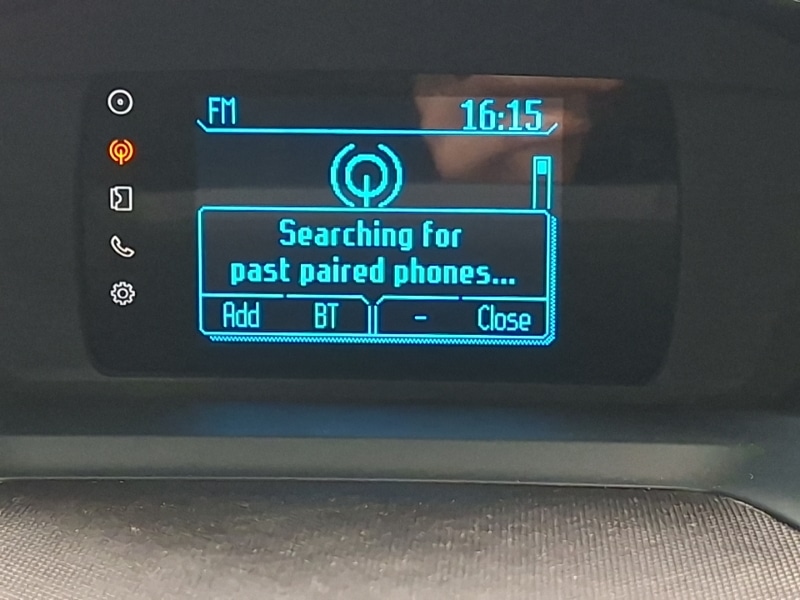 FM 16:15
Searching for
past paired phones...
Add BT - Close